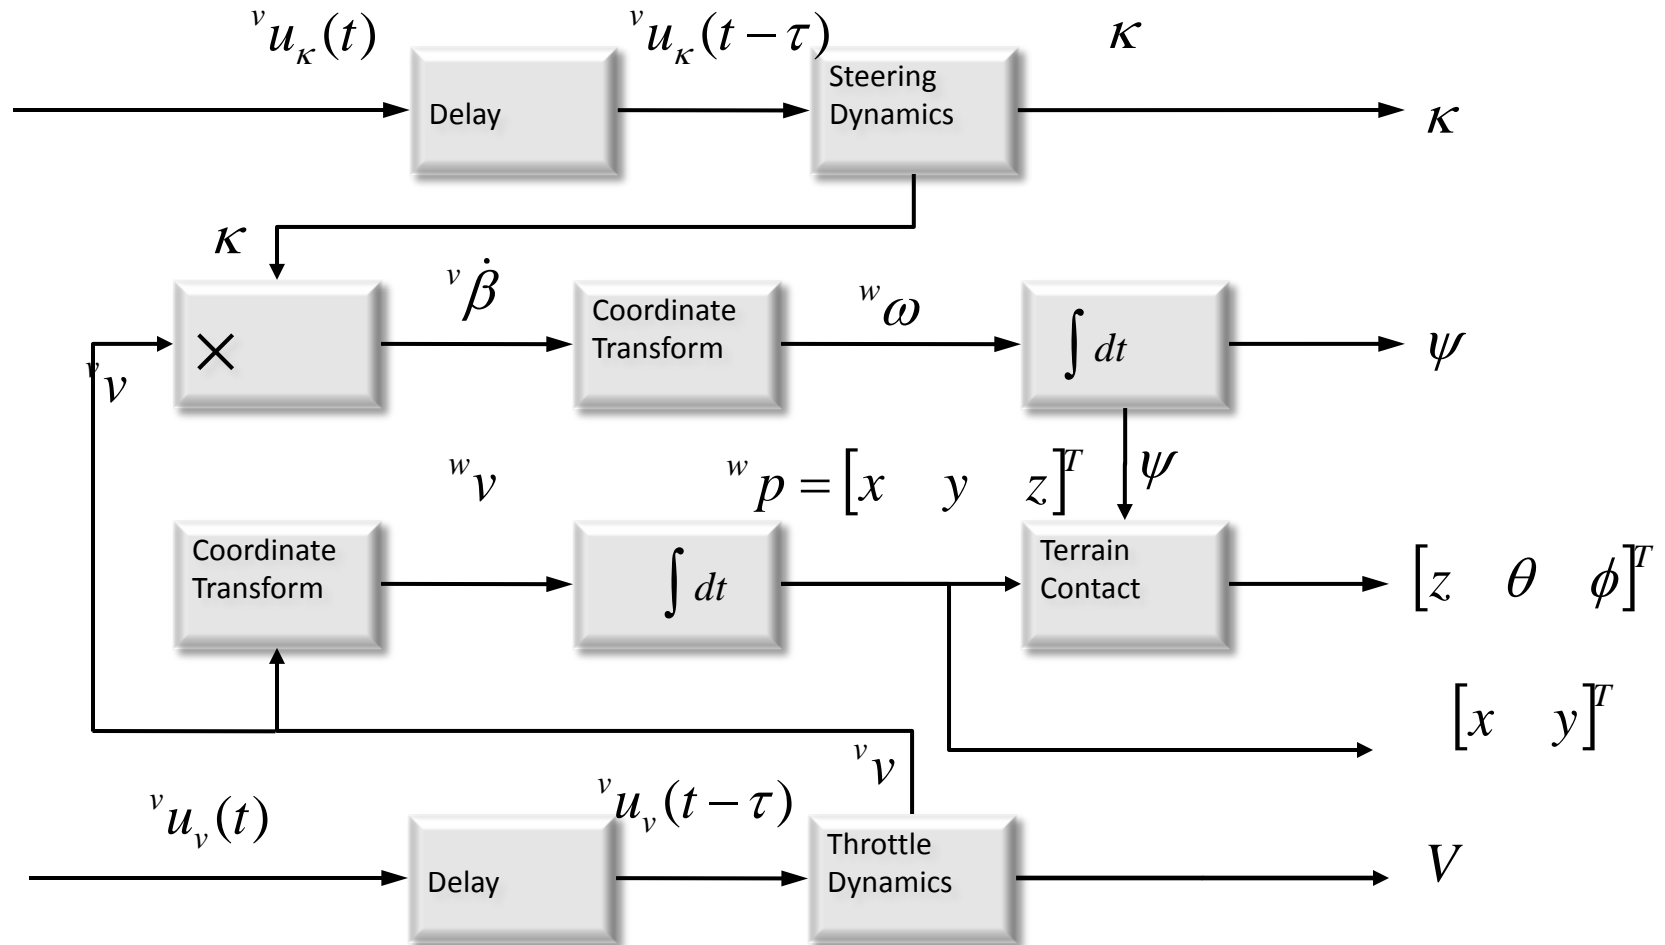 ᵛu_κ(t)
ᵛu_κ(t − τ)
κ
Delay
Steering
Dynamics
κ
κ
ᵛβ̇
ʷω
ᵛv
×
Coordinate
Transform
∫ dt
ψ
ʷv
ʷp = [x y z]ᵀ
ψ
Coordinate
Transform
∫ dt
Terrain
Contact
[z θ ϕ]ᵀ
[x y]ᵀ
ᵛv
ᵛu_v(t)
ᵛu_v(t − τ)
Delay
Throttle
Dynamics
V